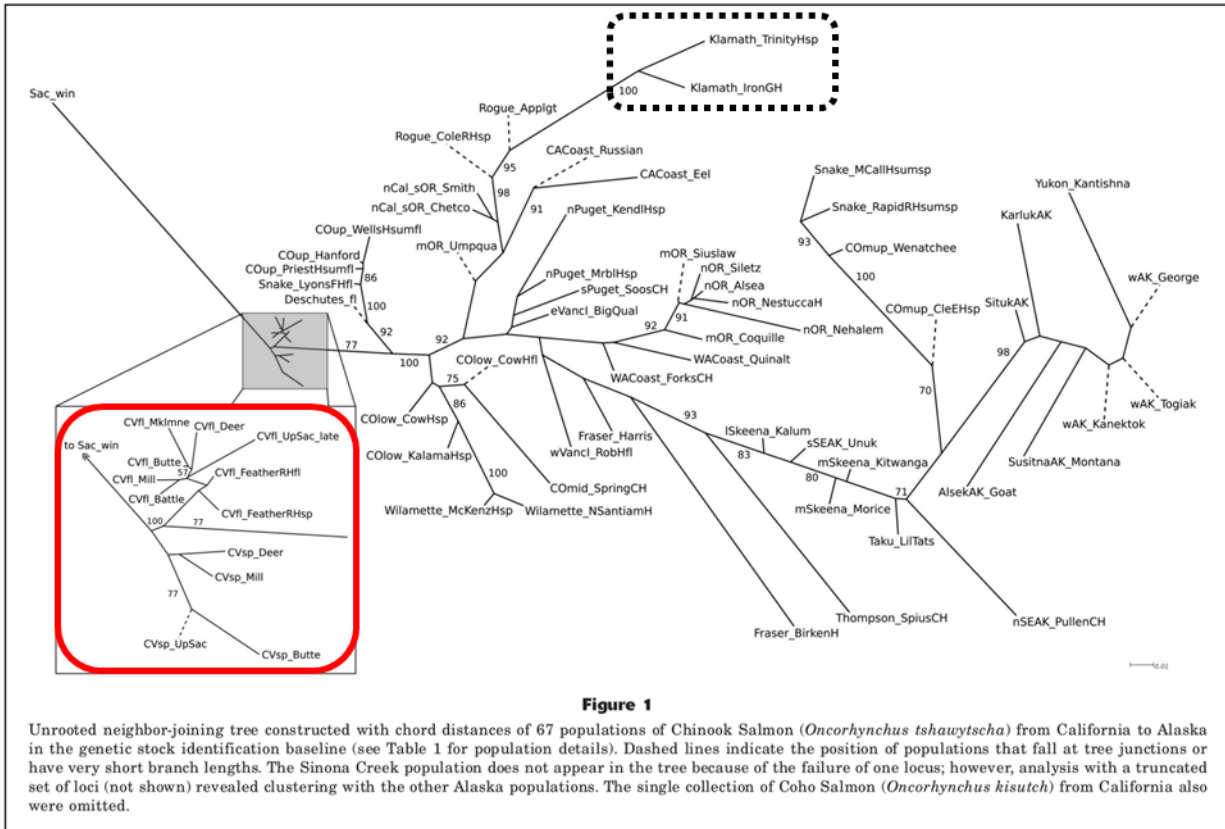 Klamath_TrinityHsp
Klamath_IronGH
100
Sac_win
Rogue_Applgt
Rogue_ColeRHsp
95
CACoast_Russian
98
CACoast_Eel
91
nCal_sOR_Smith
nCal_sOR_Chetco
nPuget_KendlHsp
COup_WellsHsumfl
mOR_Umpqua
COup_Hanford
COup_PriestHsumfl
86
Snake_LyonsFHfl
Deschutes_fl
100
92
77
100
92
nPuget_MrblHsp
sPuget_SoosCH
eVancI_BigQual
mOR_Siuslaw
nOR_Siletz
nOR_Alsea
nOR_NestuccaH
91
92
nOR_Nehalem
mOR_Coquille
WACoast_Quinalt
WACoast_ForksCH
Snake_MCallHsumsp
Snake_RapidRHsumsp
93
COmup_Wenatchee
100
COmup_CleEHsp
70
Yukon_Kantishna
KarlukAK
wAK_George
SitukAK
98
wAK_Togiak
wAK_Kanektok
SusitnaAK_Montana
AlsekAK_Goat
COlow_CowHfl
75
COlow_CowHsp
86
COlow_KalamaHsp
100
Wilamette_McKenzHsp
Wilamette_NSantiamH
COmid_SpringCH
wVancI_RobHfl
Fraser_Harris
93
lSkeena_Kalum
83
sSEAK_Unuk
mSkeena_Kitwanga
80
mSkeena_Morice
71
Taku_LilTats
Thompson_SpiusCH
Fraser_BirkenH
nSEAK_PullenCH
CVfl_Mklmne
CVfl_Deer
to Sac_win
CVfl_UpSac_late
CVfl_Butte
57
CVfl_Mill
CVfl_FeatherRHfl
CVfl_Battle
CVfl_FeatherRHsp
100
77
CVsp_Deer
CVsp_Mill
77
CVsp_UpSac
CVsp_Butte
0.01
Figure 1
Unrooted neighbor-joining tree constructed with chord distances of 67 populations of Chinook Salmon (Oncorhynchus tshawytscha) from California to Alaska
in the genetic stock identification baseline (see Table 1 for population details). Dashed lines indicate the position of populations that fall at tree junctions or
have very short branch lengths. The Sinona Creek population does not appear in the tree because of the failure of one locus; however, analysis with a truncated
set of loci (not shown) revealed clustering with the other Alaska populations. The single collection of Coho Salmon (Oncorhynchus kisutch) from California also
were omitted.